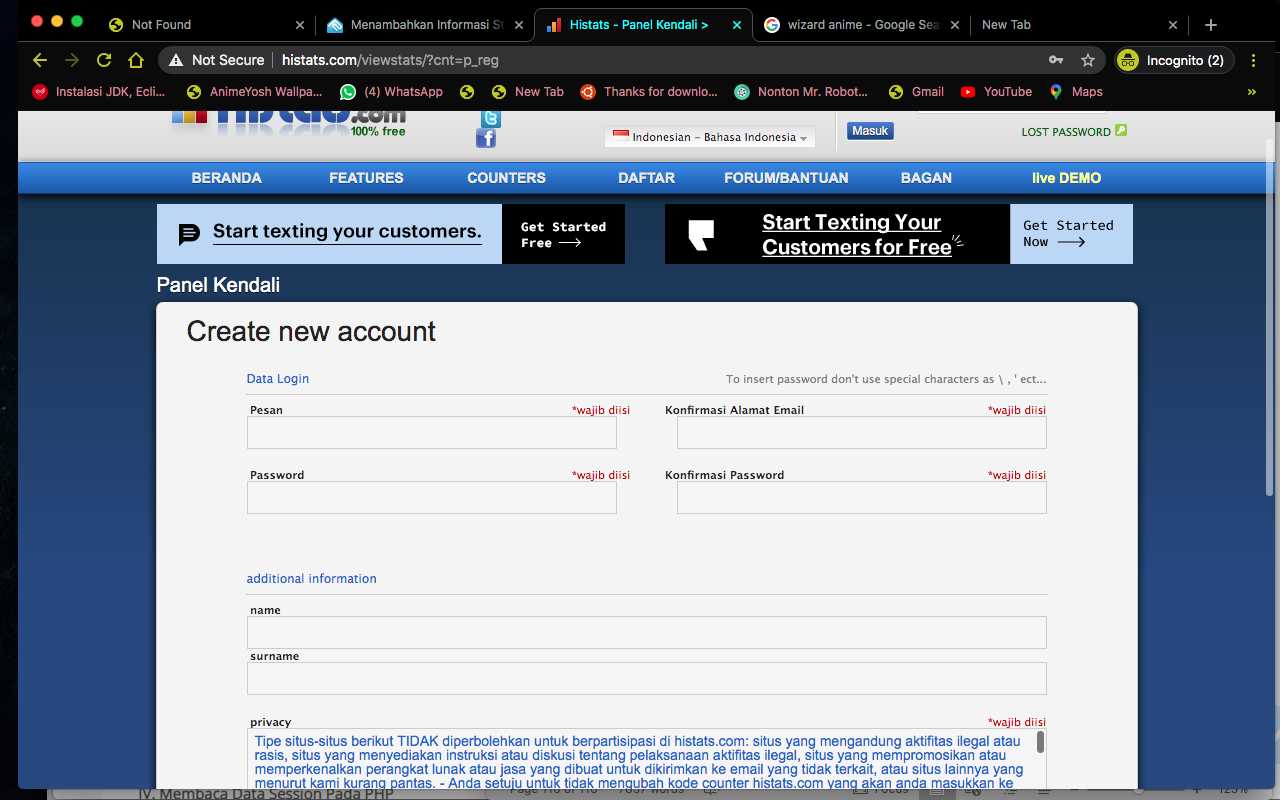 Not Found
Menambahkan Informasi St
Histats - Panel Kendali >
wizard anime - Google Sea
New Tab
Not Secure
histats.com/viewstats/?cnt=p_reg
Incognito (2)
Instalasi JDK, Ecli...
AnimeYosh Wallpa...
(4) WhatsApp
New Tab
Thanks for downlo...
Nonton Mr. Robot...
Gmail
YouTube
Maps
»
Histats.com
100% free
Indonesian – Bahasa Indonesia
Masuk
LOST PASSWORD
BERANDA FEATURES COUNTERS DAFTAR FORUM/BANTUAN BAGAN live DEMO
Start texting your customers.
Get Started
Free
Start Texting Your
Customers for Free
Get Started
Now
Panel Kendali
Create new account
Data Login
To insert password don't use special characters as \ , ' ect...
Pesan *wajib diisi
Konfirmasi Alamat Email *wajib diisi
Password *wajib diisi
Konfirmasi Password *wajib diisi
additional information
name
surname
privacy *wajib diisi
Tipe situs-situs berikut TIDAK diperbolehkan untuk berpartisipasi di histats.com: situs yang mengandung aktifitas ilegal atau
rasis, situs yang menyediakan instruksi atau diskusi tentang pelaksanaan aktifitas ilegal, situs yang mempromosikan atau
memperkenalkan perangkat lunak atau jasa yang dibuat untuk dikirimkan ke email yang tidak terkait, atau situs lainnya yang
menurut kami kurang pantas. - Anda setuju untuk tidak mengubah kode counter histats.com yang akan anda masukkan ke
IV. Membaca Data Session Pada PHP
Focus
123%